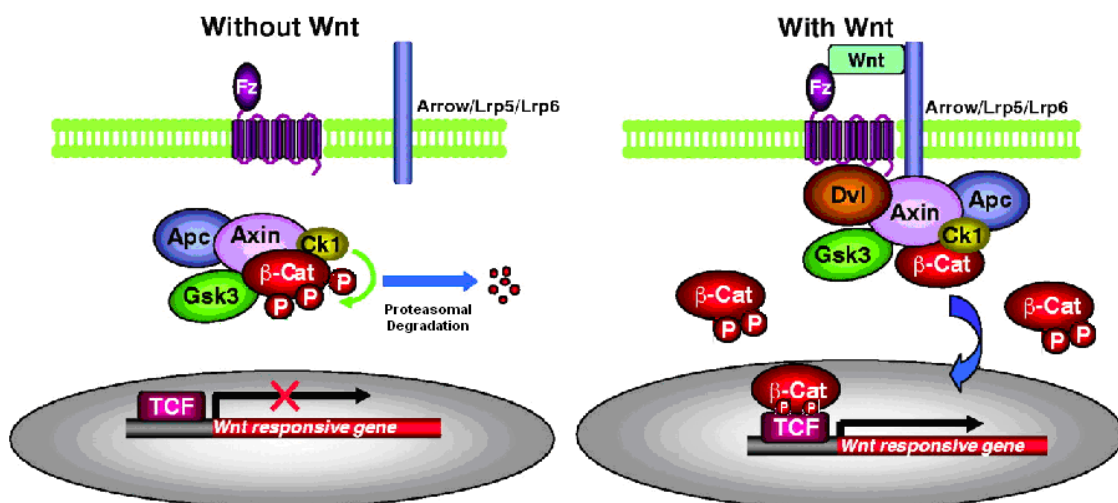 Without Wnt
Fz
Arrow/Lrp5/Lrp6
Apc
Axin
Ck1
β-Cat
P
P
P
Gsk3
Proteasomal
Degradation
TCF
Wnt responsive gene
With Wnt
Wnt
Fz
Arrow/Lrp5/Lrp6
Dvl
Axin
Apc
Ck1
Gsk3
β-Cat
β-Cat
P P
β-Cat
P P
β-Cat
P P
TCF
Wnt responsive gene